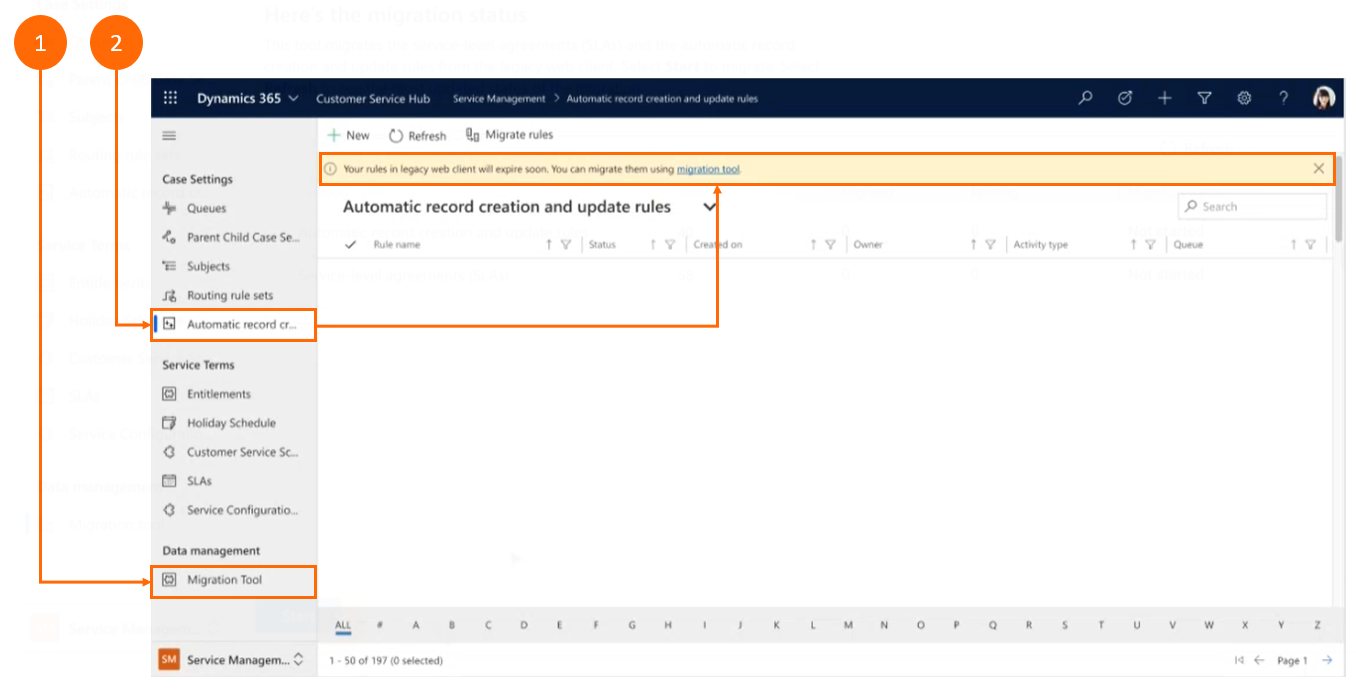 Here's the migration status
1
2
Dynamics 365
Customer Service Hub
Service Management > Automatic record creation and update rules
New
Refresh
Migrate rules
Your rules in legacy web client will expire soon. You can migrate them using migration tool.
Case Settings
Queues
Parent Child Case Se...
Subjects
Routing rule sets
Automatic record cr...
Service Terms
Entitlements
Holiday Schedule
Customer Service Sc...
SLAs
Service Configuratio...
Data management
Migration Tool
SM
Service Managem...
Automatic record creation and update rules
Search
Rule name
Status
Created on
Owner
Activity type
Queue
ALL # A B C D E F G H I J K L M N O P Q R S T U V W X Y Z
1 - 50 of 197 (0 selected)
Page 1